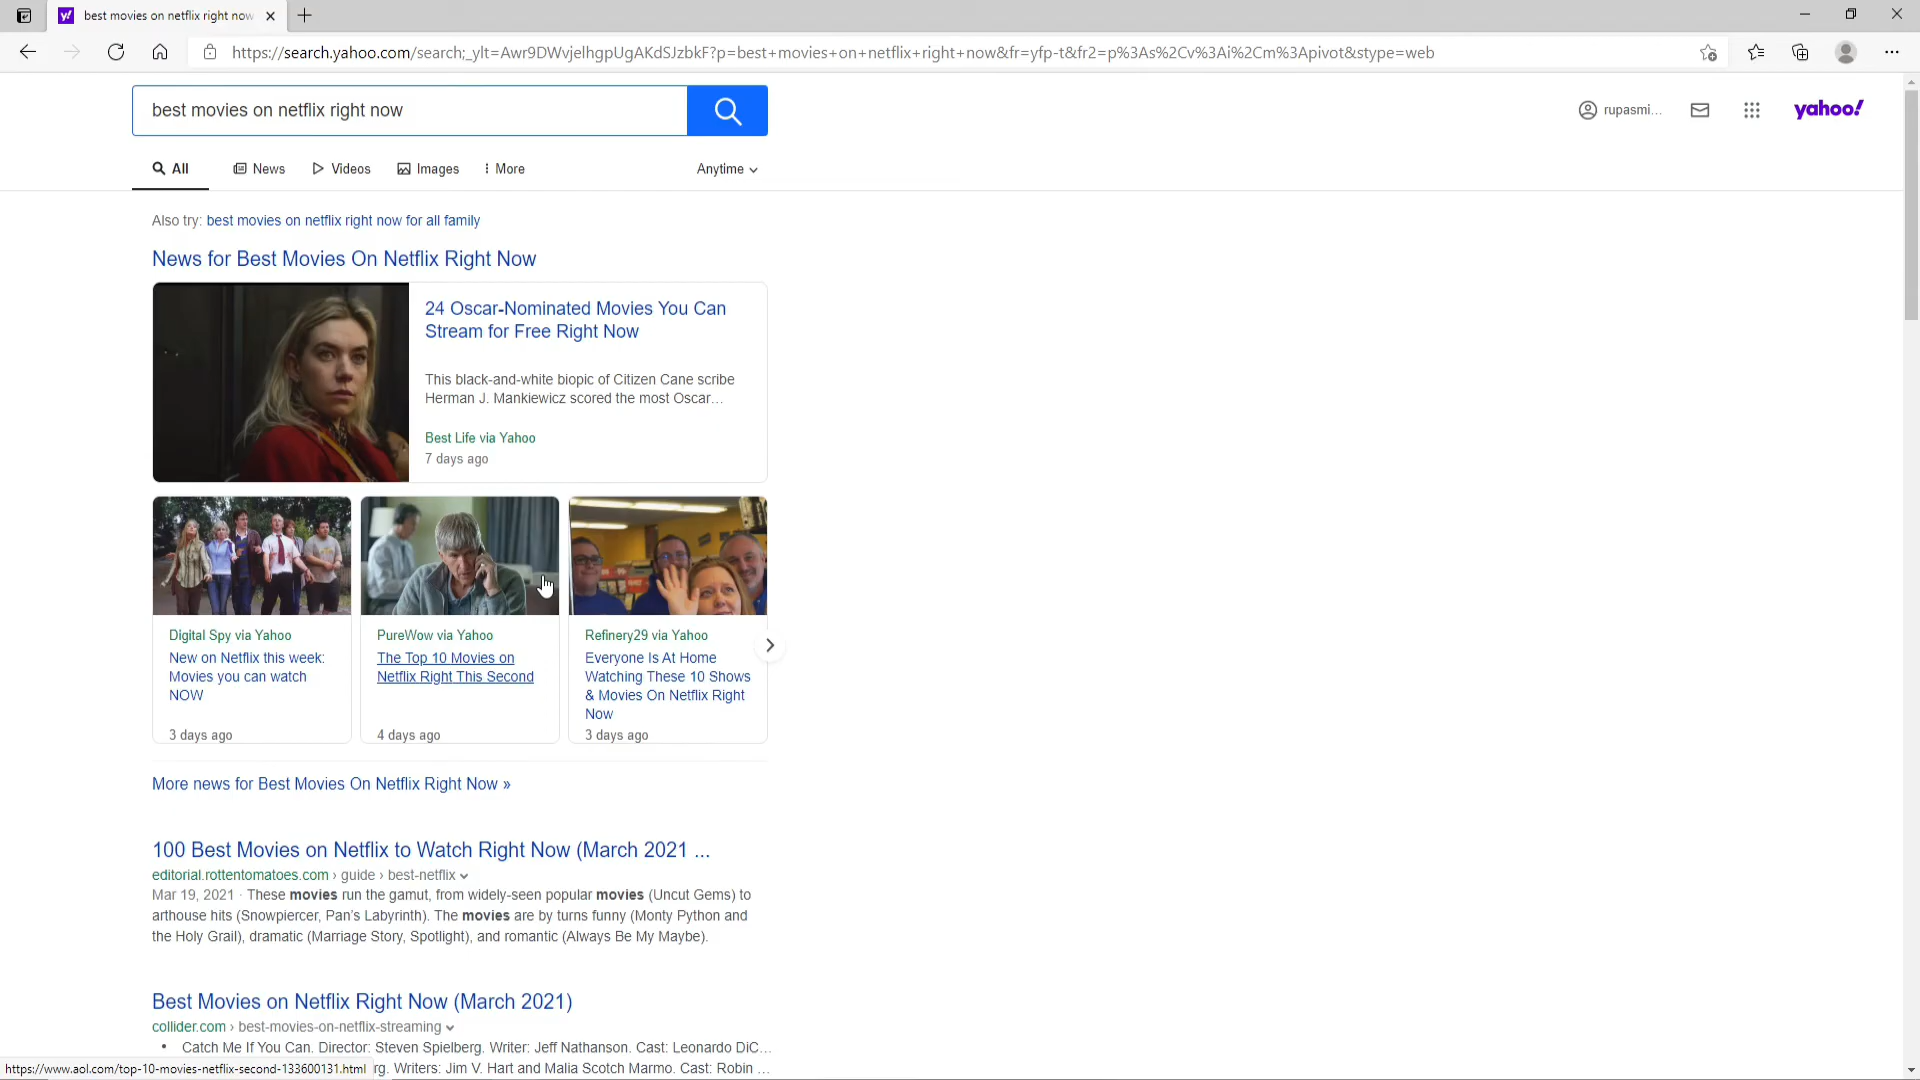 best movies on netflix right now
https://search.yahoo.com/search;_ylt=Awr9DWvjelhgpUgAKdSJzbkF?p=best+movies+on+netflix+right+now&fr=yfp-t&fr2=p%3As%2Cv%3Ai%2Cm%3Apivot&stype=web
best movies on netflix right now
rupasmi...
yahoo!
All News Videos Images More Anytime
Also try: best movies on netflix right now for all family
News for Best Movies On Netflix Right Now
24 Oscar-Nominated Movies You Can
Stream for Free Right Now
This black-and-white biopic of Citizen Cane scribe
Herman J. Mankiewicz scored the most Oscar...
Best Life via Yahoo
7 days ago
Digital Spy via Yahoo
New on Netflix this week:
Movies you can watch
NOW
3 days ago
PureWow via Yahoo
The Top 10 Movies on
Netflix Right This Second
4 days ago
Refinery29 via Yahoo
Everyone Is At Home
Watching These 10 Shows
& Movies On Netflix Right
Now
3 days ago
More news for Best Movies On Netflix Right Now »
100 Best Movies on Netflix to Watch Right Now (March 2021 ...
editorial.rottentomatoes.com › guide › best-netflix
Mar 19, 2021 · These movies run the gamut, from widely-seen popular movies (Uncut Gems) to
arthouse hits (Snowpiercer, Pan's Labyrinth). The movies are by turns funny (Monty Python and
the Holy Grail), dramatic (Marriage Story, Spotlight), and romantic (Always Be My Maybe).
Best Movies on Netflix Right Now (March 2021)
collider.com › best-movies-on-netflix-streaming
• Catch Me If You Can. Director: Steven Spielberg. Writer: Jeff Nathanson. Cast: Leonardo DiC...
https://www.aol.com/top-10-movies-netflix-second-133600131.html rg. Writers: Jim V. Hart and Malia Scotch Marmo. Cast: Robin ...